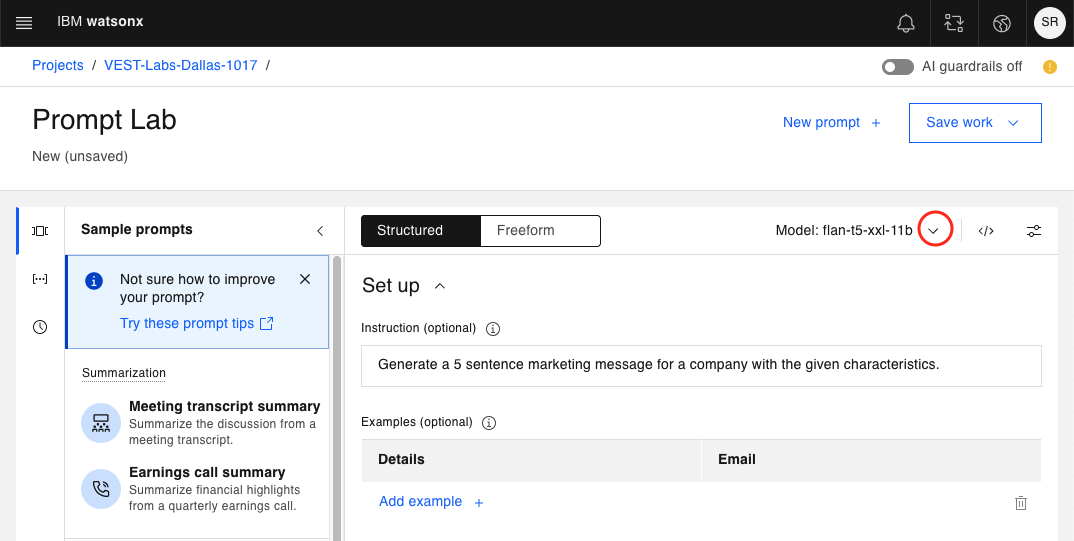 IBM watsonx
SR
Projects / VEST-Labs-Dallas-1017 /
AI guardrails off
Prompt Lab
New prompt +
Save work
New (unsaved)
Sample prompts
Structured
Freeform
Model: flan-t5-xxl-11b
</>
Not sure how to improve
your prompt?
Try these prompt tips
Summarization
Meeting transcript summary
Summarize the discussion from a
meeting transcript.
Earnings call summary
Summarize financial highlights
from a quarterly earnings call.
Set up
Instruction (optional)
Generate a 5 sentence marketing message for a company with the given characteristics.
Examples (optional)
Details
Email
Add example +